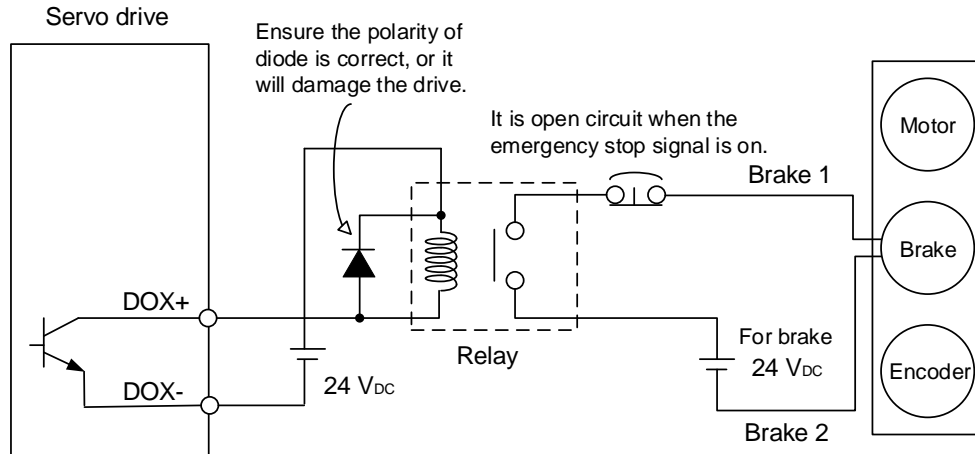 Servo drive
Ensure the polarity of
diode is correct, or it
will damage the drive.
It is open circuit when the
emergency stop signal is on.
Motor
Brake 1
Brake
DOX+
Relay
For brake
24 VDC
24 VDC
Encoder
DOX-
Brake 2